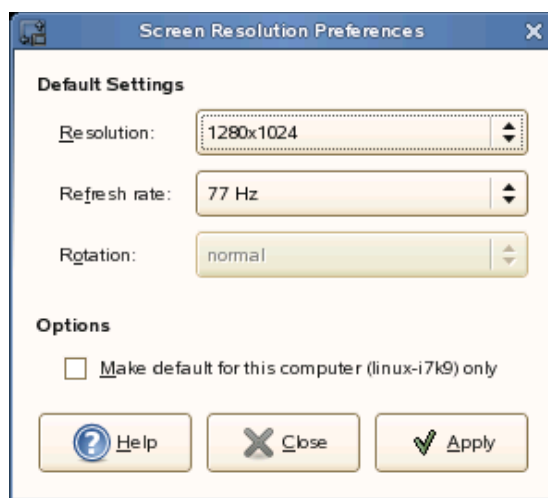 Screen Resolution Preferences
Default Settings
Resolution: 1280x1024
Refresh rate: 77 Hz
Rotation: normal
Options
Make default for this computer (linux-i7k9) only
Help Close Apply